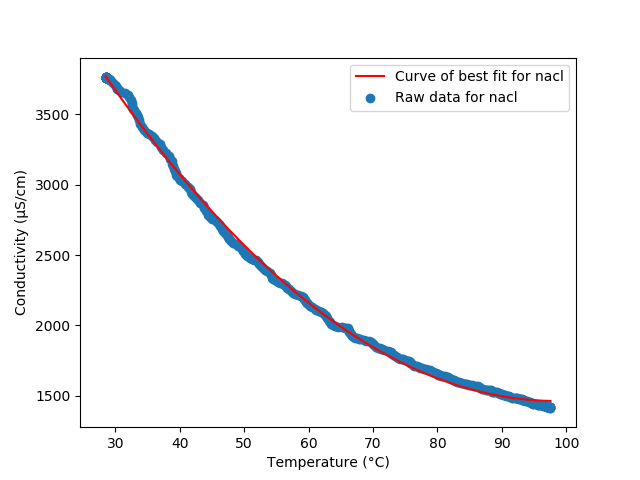 Curve of best fit for nacl
Raw data for nacl
3500
3000
2500
2000
1500
Conductivity (µS/cm)
30 40 50 60 70 80 90 100
Temperature (°C)